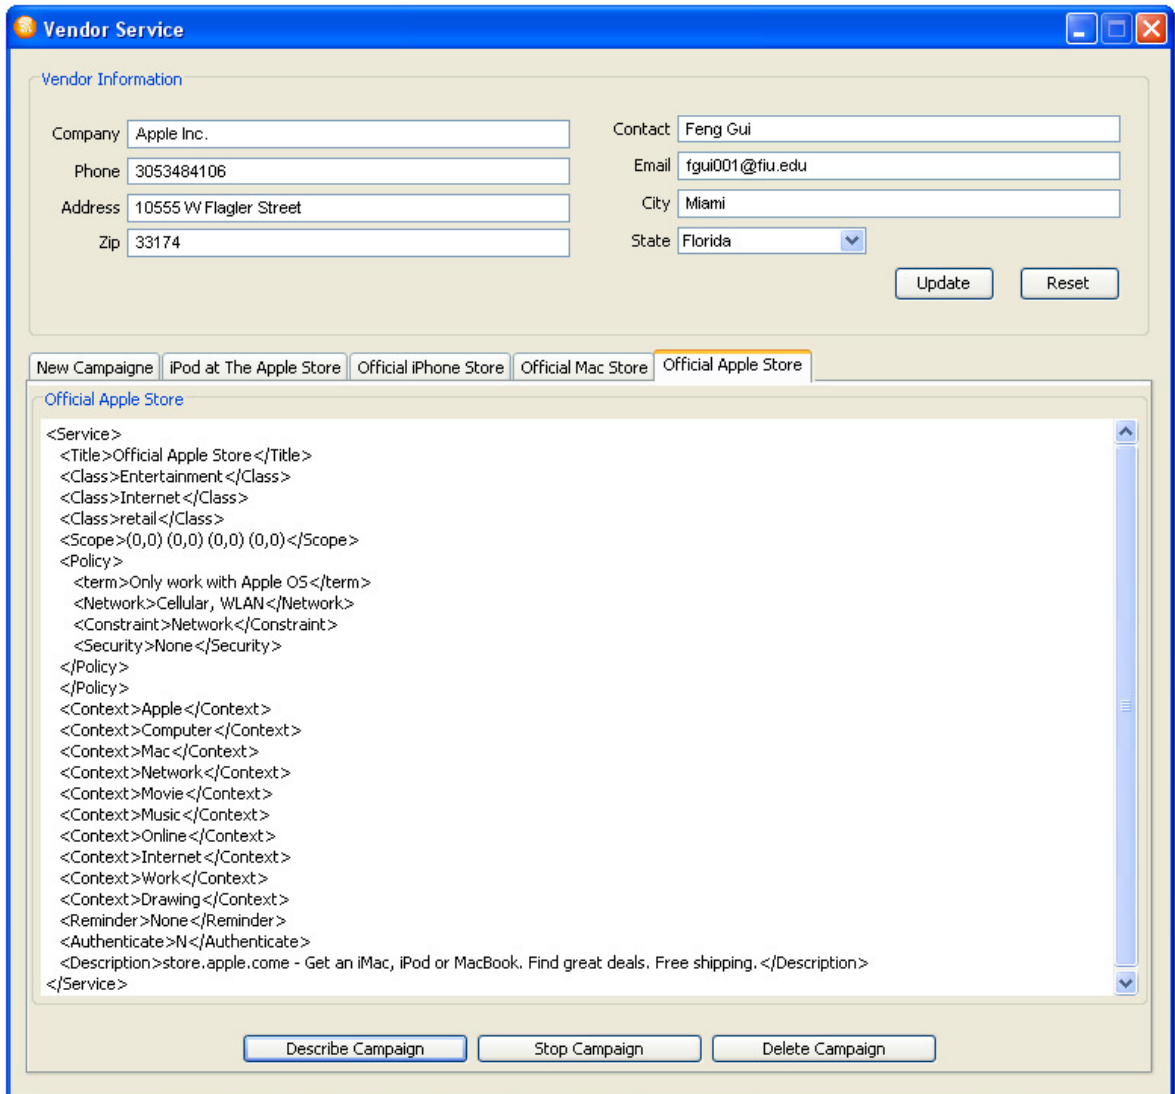 Vendor Service
Vendor Information
Company Apple Inc.
Contact Feng Gui
Phone 3053484106
Email fgui001@fiu.edu
Address 10555 W Flagler Street
City Miami
Zip 33174
State Florida
Update Reset
New Campaigne iPod at The Apple Store Official iPhone Store Official Mac Store Official Apple Store
Official Apple Store
<Service>
<Title>Official Apple Store</Title>
<Class>Entertainment</Class>
<Class>Internet</Class>
<Class>retail</Class>
<Scope>(0,0) (0,0) (0,0) (0,0)</Scope>
<Policy>
<term>Only work with Apple OS</term>
<Network>Cellular, WLAN</Network>
<Constraint>Network</Constraint>
<Security>None</Security>
</Policy>
</Policy>
<Context>Apple</Context>
<Context>Computer</Context>
<Context>Mac</Context>
<Context>Network</Context>
<Context>Movie</Context>
<Context>Music</Context>
<Context>Online</Context>
<Context>Internet</Context>
<Context>Work</Context>
<Context>Drawing</Context>
<Reminder>None</Reminder>
<Authenticate>N</Authenticate>
<Description>store.apple.come - Get an iMac, iPod or MacBook. Find great deals. Free shipping.</Description>
</Service>
Describe Campaign Stop Campaign Delete Campaign